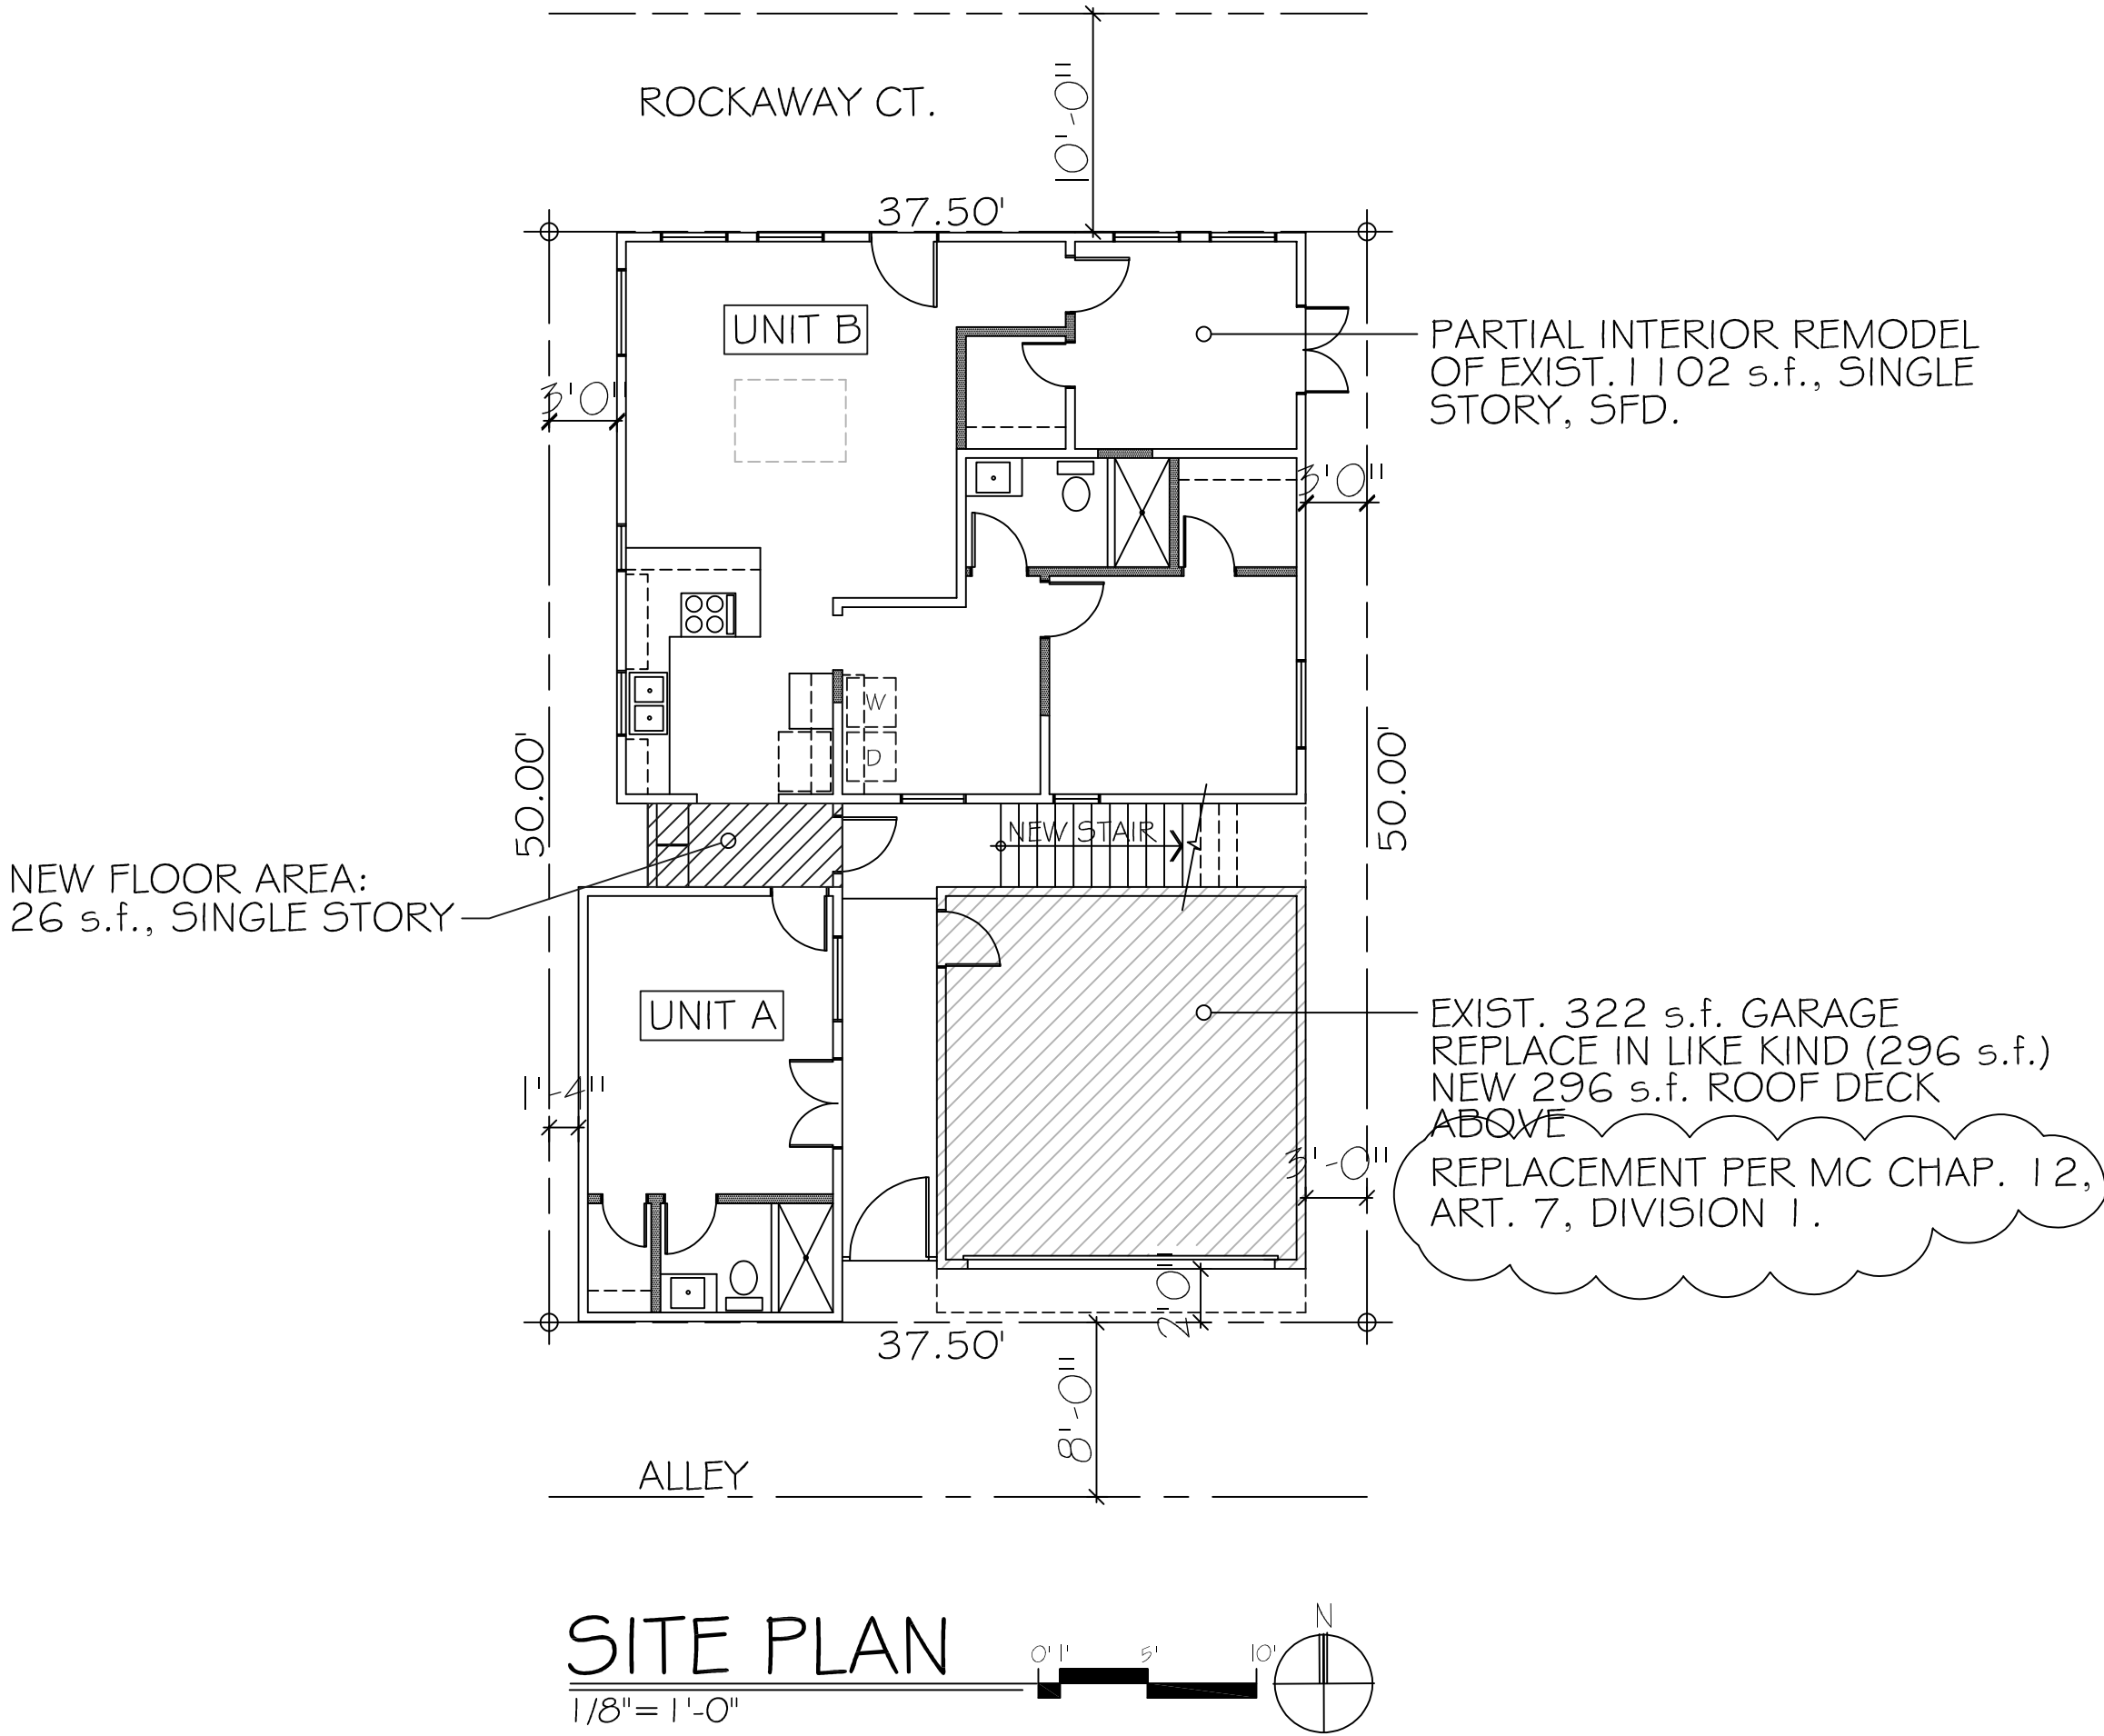 ROCKAWAY CT.
10'-0"
37.50'
UNIT B
PARTIAL INTERIOR REMODEL
OF EXIST. 1102 s.f., SINGLE
STORY, SFD.
3'0"
3'0"
W
D
50.00'
50.00'
NEW STAIR
NEW FLOOR AREA:
26 s.f., SINGLE STORY
UNIT A
EXIST. 322 s.f. GARAGE
REPLACE IN LIKE KIND (296 s.f.)
NEW 296 s.f. ROOF DECK
ABOVE
1'-4"
3'-0"
REPLACEMENT PER MC CHAP. 12,
ART. 7, DIVISION 1.
2'-0"
37.50'
8'-0"
ALLEY
SITE PLAN
1/8"= 1'-0"
0' 1' 5' 10'
N